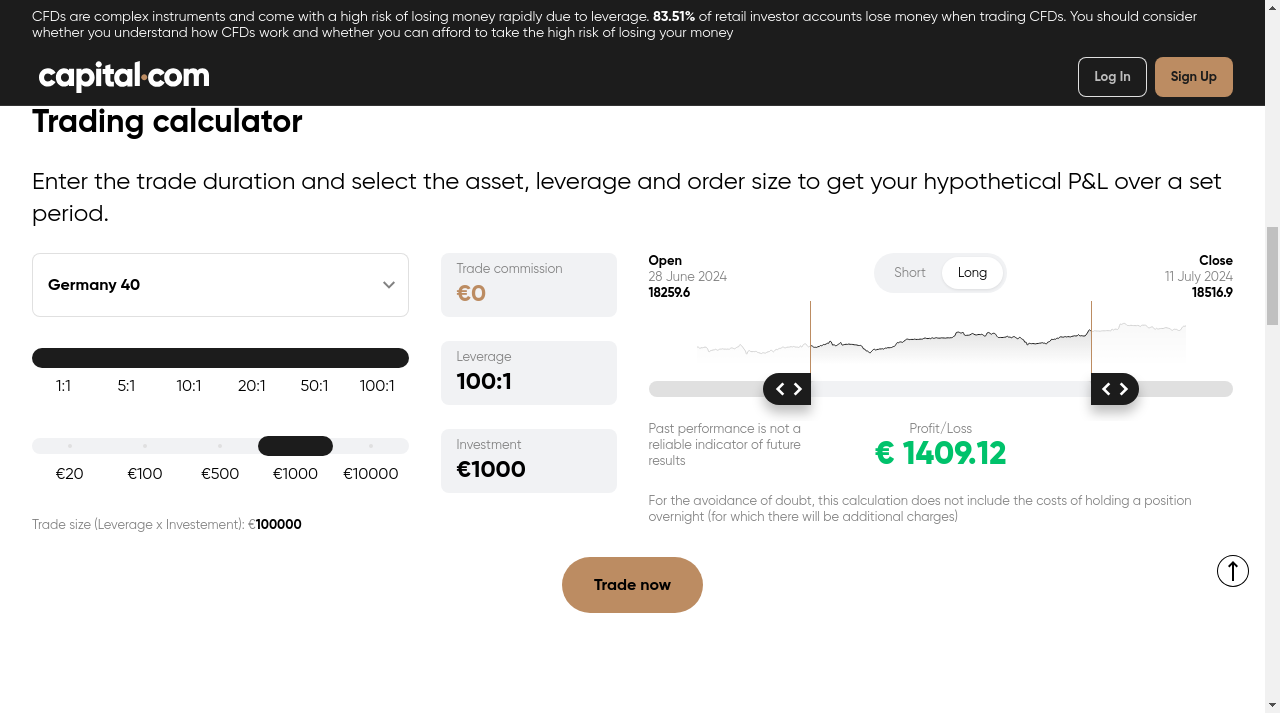 CFDs are complex instruments and come with a high risk of losing money rapidly due to leverage. 83.51% of retail investor accounts lose money when trading CFDs. You should consider
whether you understand how CFDs work and whether you can afford to take the high risk of losing your money
capital.com
Log In
Sign Up
Trading calculator
Enter the trade duration and select the asset, leverage and order size to get your hypothetical P&L over a set
period.
Germany 40
1:1 5:1 10:1 20:1 50:1 100:1
€20 €100 €500 €1000 €10000
Trade size (Leverage x Investement): €100000
Trade commission
€0
Leverage
100:1
Investment
€1000
Open
28 June 2024
18259.6
Short Long
Close
11 July 2024
18516.9
Past performance is not a
reliable indicator of future
results
Profit/Loss
€ 1409.12
For the avoidance of doubt, this calculation does not include the costs of holding a position
overnight (for which there will be additional charges)
Trade now